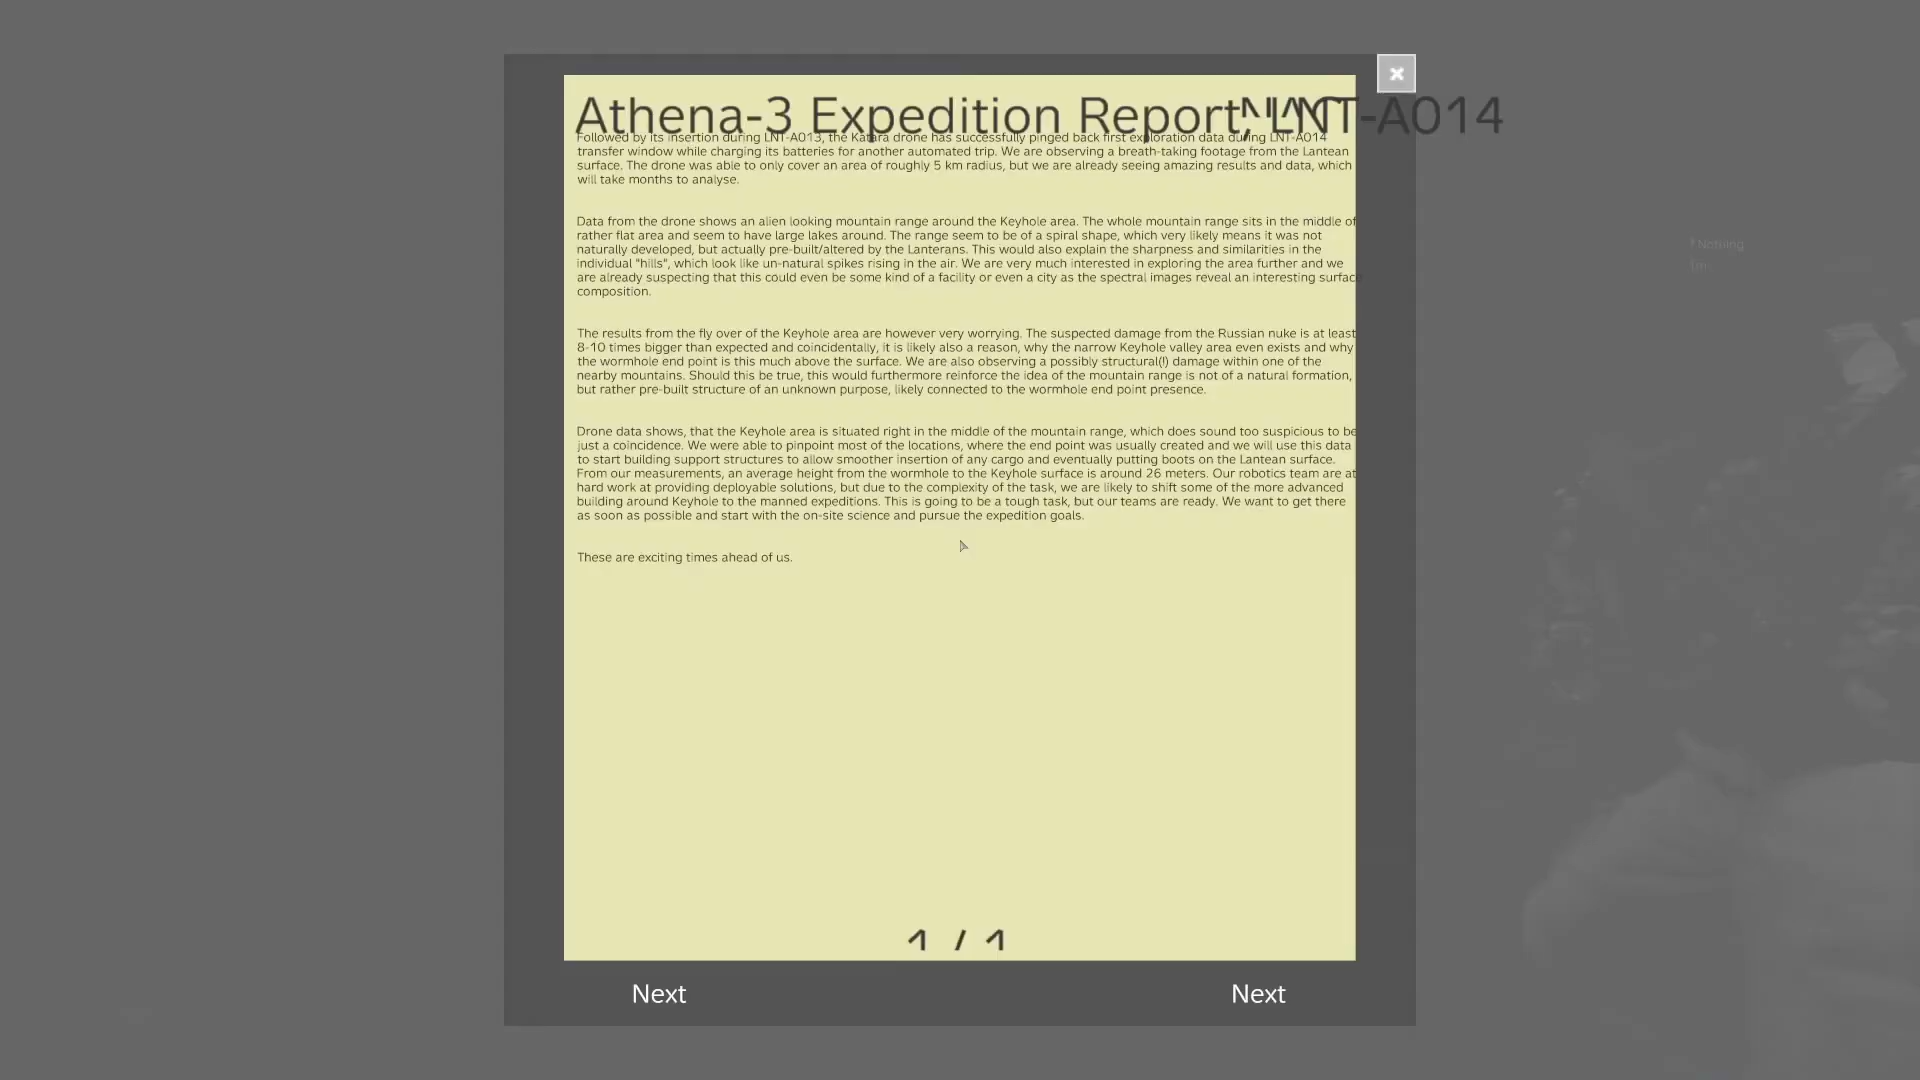 Athena-3 Expedition Report, LNT-A014
Followed by its insertion during LNT-A013, the Katara drone has successfully pinged back first exploration data during LNT-A014
transfer window while charging its batteries for another automated trip. We are observing a breath-taking footage from the Lantean
surface. The drone was able to only cover an area of roughly 5 km radius, but we are already seeing amazing results and data, which
will take months to analyse.
Data from the drone shows an alien looking mountain range around the Keyhole area. The whole mountain range sits in the middle of
rather flat area and seem to have large lakes around. The range seem to be of a spiral shape, which very likely means it was not
naturally developed, but actually pre-built/altered by the Lanterans. This would also explain the sharpness and similarities in the
individual "hills", which look like un-natural spikes rising in the air. We are very much interested in exploring the area further and we
are already suspecting that this could even be some kind of a facility or even a city as the spectral images reveal an interesting surface
composition.
The results from the fly over of the Keyhole area are however very worrying. The suspected damage from the Russian nuke is at least
8-10 times bigger than expected and coincidentally, it is likely also a reason, why the narrow Keyhole valley area even exists and why
the wormhole end point is this much above the surface. We are also observing a possibly structural(!) damage within one of the
nearby mountains. Should this be true, this would furthermore reinforce the idea of the mountain range is not of a natural formation,
but rather pre-built structure of an unknown purpose, likely connected to the wormhole end point presence.
Drone data shows, that the Keyhole area is situated right in the middle of the mountain range, which does sound too suspicious to be
just a coincidence. We were able to pinpoint most of the locations, where the end point was usually created and we will use this data
to start building support structures to allow smoother insertion of any cargo and eventually putting boots on the Lantean surface.
From our measurements, an average height from the wormhole to the Keyhole surface is around 26 meters. Our robotics team are at
hard work at providing deployable solutions, but due to the complexity of the task, we are likely to shift some of the more advanced
building around Keyhole to the manned expeditions. This is going to be a tough task, but our teams are ready. We want to get there
as soon as possible and start with the on-site science and pursue the expedition goals.
These are exciting times ahead of us.
1 / 1
Next
Next
Nothing
1m